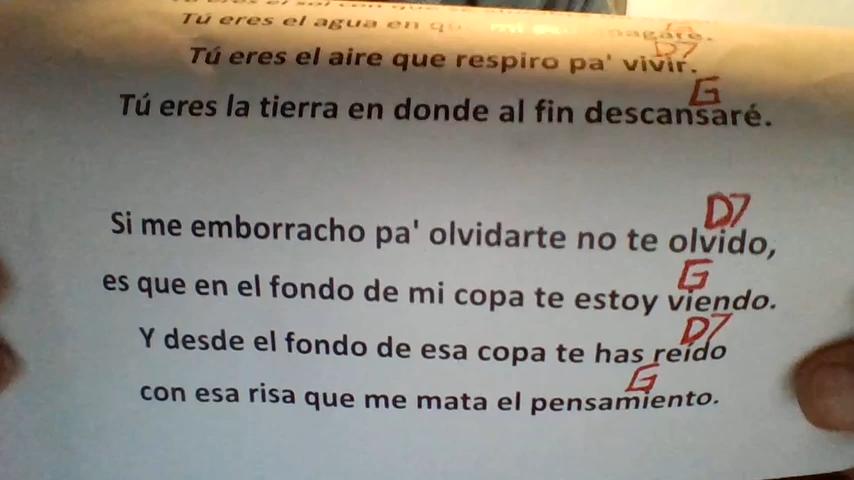 Tú eres el agua en
G
pagaré.
D7
Tú eres el aire que respiro pa' vivir.
G
Tú eres la tierra en donde al fin descansaré.
D7
Si me emborracho pa' olvidarte no te olvido,
G
es que en el fondo de mi copa te estoy viendo.
D7
Y desde el fondo de esa copa te has reído
G
con esa risa que me mata el pensamiento.